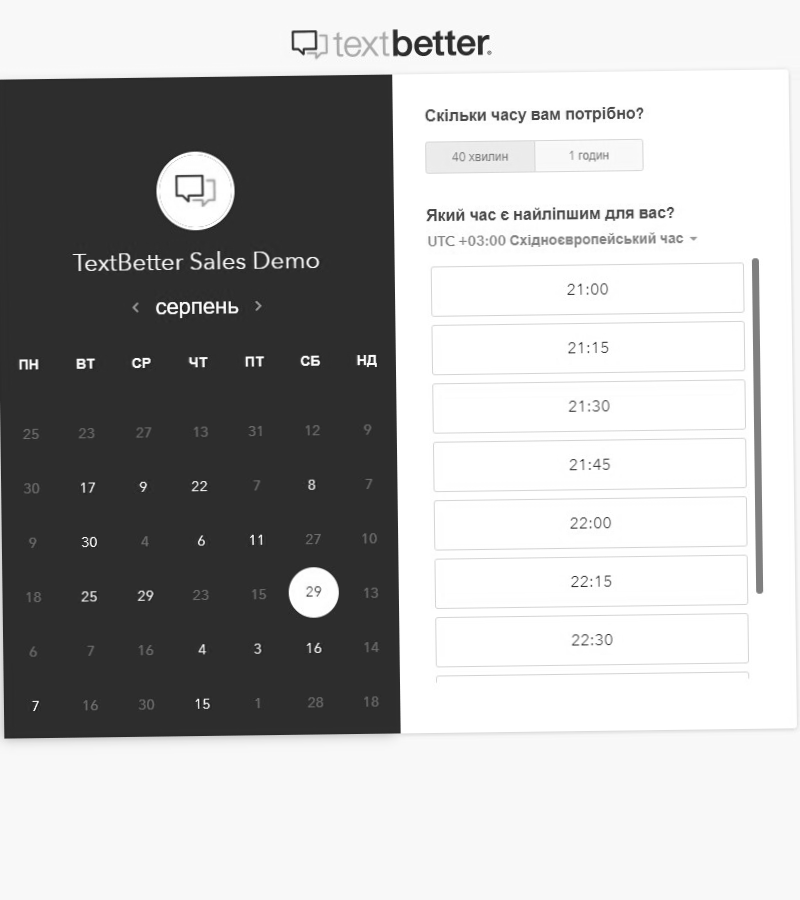 textbetter.
TextBetter Sales Demo
серпень
ПН ВТ СР ЧТ ПТ СБ НД
25 23 27 13 31 12 9
30 17 9 22 7 8 7
9 30 4 6 11 27 10
18 25 29 23 15 29 13
6 7 16 4 3 16 14
7 16 30 15 1 28 18
Скільки часу вам потрібно?
40 хвилин 1 годин
Який час є найліпшим для вас?
UTC +03:00 Східноєвропейський час
21:00
21:15
21:30
21:45
22:00
22:15
22:30